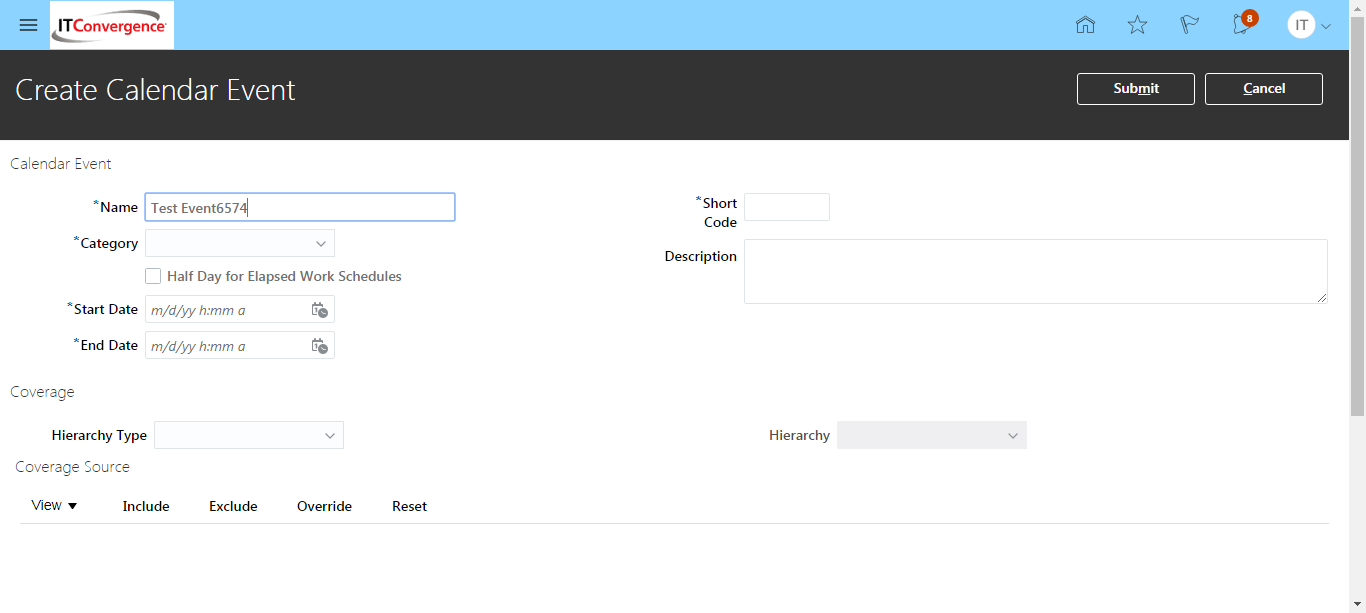 ITConvergence
8
IT
Create Calendar Event
Submit
Cancel
Calendar Event
*Name
Test Event6574
*Short Code
*Category
Description
Half Day for Elapsed Work Schedules
*Start Date
m/d/yy h:mm a
*End Date
m/d/yy h:mm a
Coverage
Hierarchy Type
Hierarchy
Coverage Source
View Include Exclude Override Reset